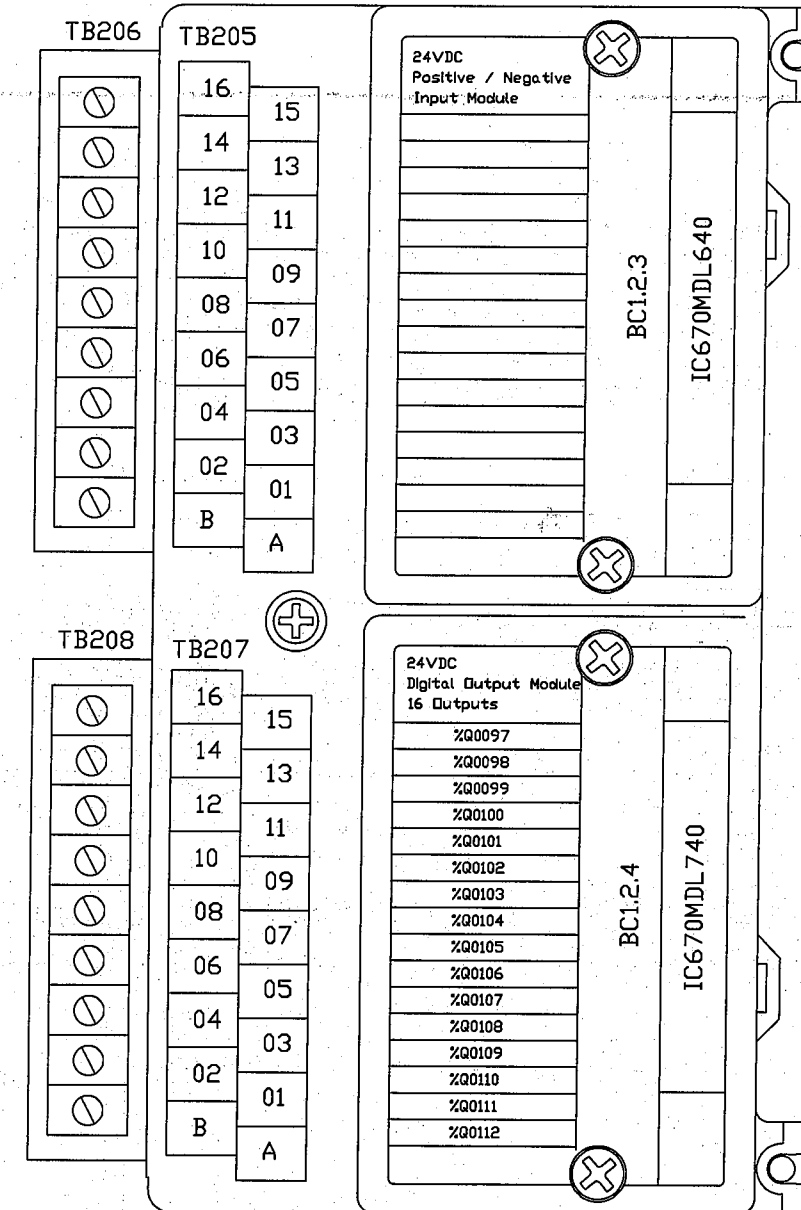 TB206
TB205
16
15
14
13
12
11
10
09
08
07
06
05
04
03
02
01
B
A
24VDC
Positive / Negative
Input Module
BC1.2.3
IC670MDL640
TB208
TB207
16
15
14
13
12
11
10
09
08
07
06
05
04
03
02
01
B
A
24VDC
Digital Output Module
16 Outputs
%Q0097
%Q0098
%Q0099
%Q0100
%Q0101
%Q0102
%Q0103
%Q0104
%Q0105
%Q0106
%Q0107
%Q0108
%Q0109
%Q0110
%Q0111
%Q0112
BC1.2.4
IC670MDL740